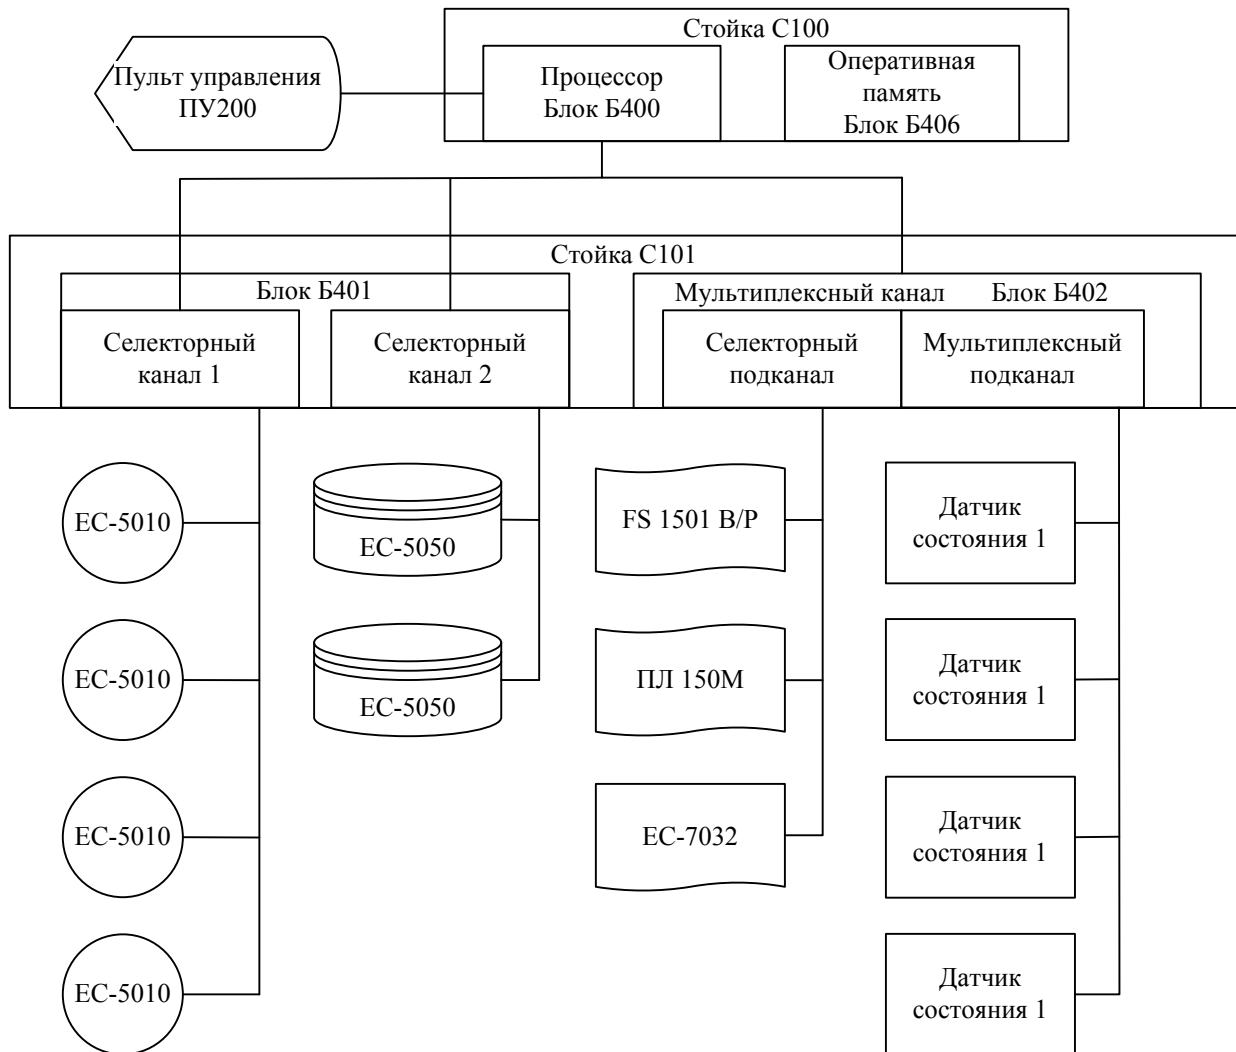 Стойка С100
Пульт управления
ПУ200
Процессор
Блок Б400
Оперативная
память
Блок Б406
Стойка С101
Блок Б401
Мультиплексный канал
Блок Б402
Селекторный
канал 1
Селекторный
канал 2
Селекторный
подканал
Мультиплексный
подканал
ЕС-5010
ЕС-5050
FS 1501 B/P
Датчик
состояния 1
ЕС-5010
ЕС-5050
ПЛ 150М
Датчик
состояния 1
ЕС-5010
ЕС-7032
Датчик
состояния 1
ЕС-5010
Датчик
состояния 1